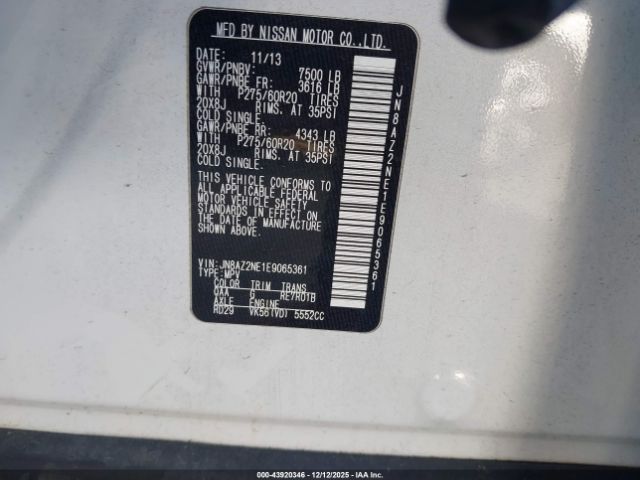 MFD BY NISSAN MOTOR CO.,LTD.
DATE: 11/13
GVWR/PNBV: 7500 LB
GAWR/PNBE FR: 3616 LB
WITH P275/60R20 TIRES
20X8J RIMS. AT 35PSI
COLD SINGLE.
GAWR/PNBE RR: 4343 LB
WITH P275/60R20 TIRES
20X8J RIMS. AT 35PSI
COLD SINGLE.
THIS VEHICLE CONFORMS TO
ALL APPLICABLE FEDERAL
MOTOR VEHICLE SAFETY
STANDARDS IN EFFECT ON
THE DATE OF MANUFACTURE
SHOWN ABOVE.
VIN: JN8AZ2NE1E9065361
TYPE: MPV
COLOR TRIM TRANS
QAA G RE7R01B
AXLE ENGINE
RD29 VK56(VD) 5552CC
JN8AZ2NE1E9065361
000-43920346 - 12/12/2025 - IAAI.COM